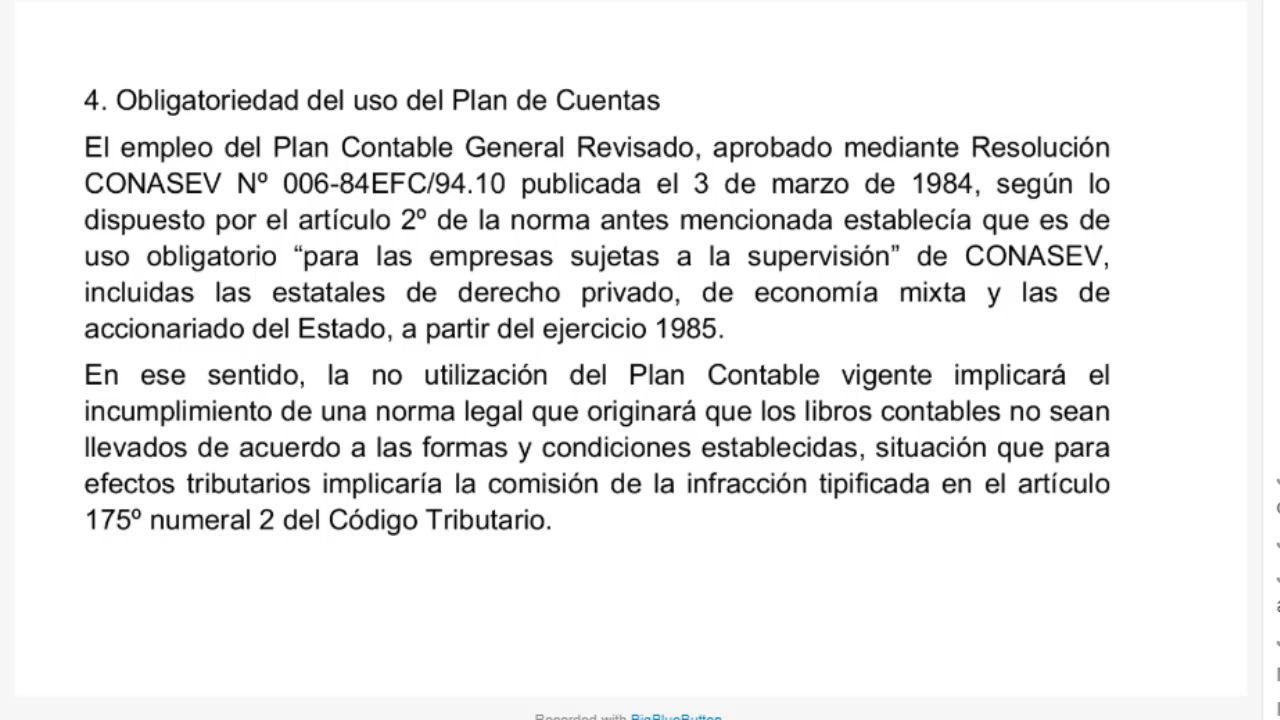 4. Obligatoriedad del uso del Plan de Cuentas
El empleo del Plan Contable General Revisado, aprobado mediante Resolución
CONASEV Nº 006-84EFC/94.10 publicada el 3 de marzo de 1984, según lo
dispuesto por el artículo 2º de la norma antes mencionada establecía que es de
uso obligatorio “para las empresas sujetas a la supervisión” de CONASEV,
incluidas las estatales de derecho privado, de economía mixta y las de
accionariado del Estado, a partir del ejercicio 1985.
En ese sentido, la no utilización del Plan Contable vigente implicará el
incumplimiento de una norma legal que originará que los libros contables no sean
llevados de acuerdo a las formas y condiciones establecidas, situación que para
efectos tributarios implicaría la comisión de la infracción tipificada en el artículo
175º numeral 2 del Código Tributario.
Recorded with BigBlueButton